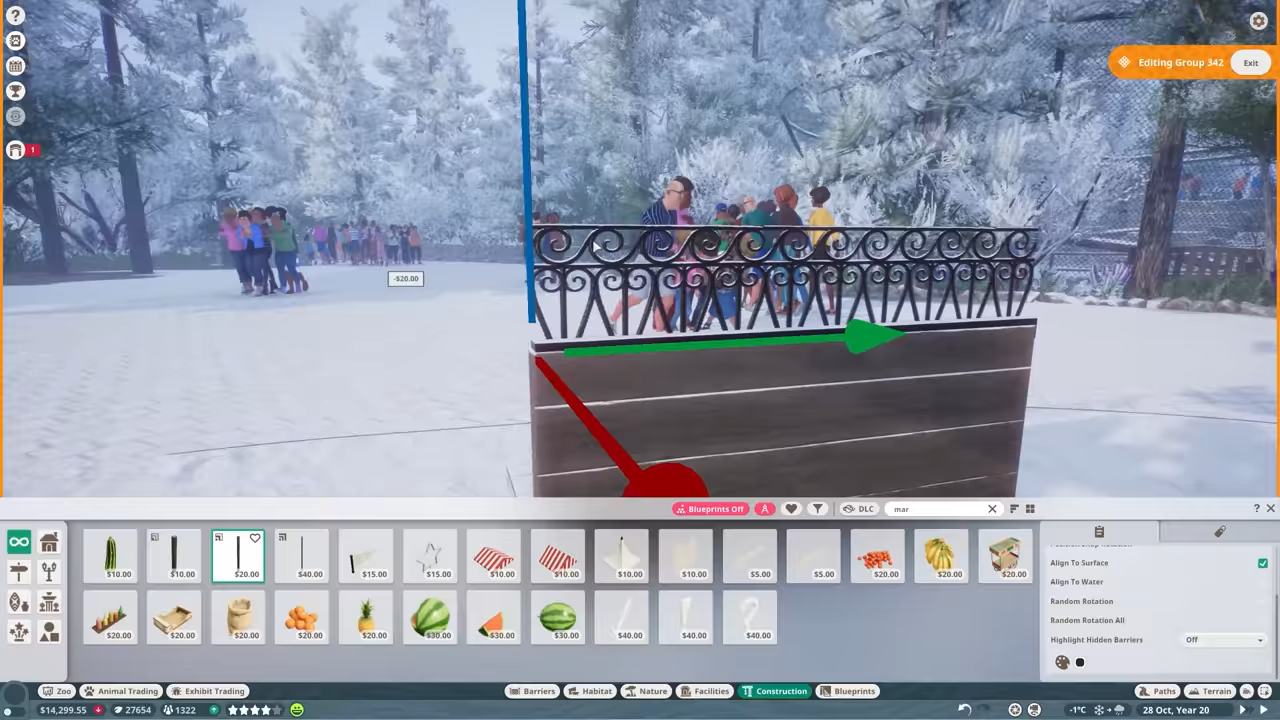 ?
Editing Group 342
Exit
1
-$20.00
Blueprints Off
DLC
mar
?
$10.00
$10.00
$20.00
$40.00
$15.00
$15.00
$10.00
$10.00
$10.00
$10.00
$5.00
$5.00
$20.00
$20.00
$20.00
$20.00
$20.00
$20.00
$20.00
$20.00
$30.00
$30.00
$30.00
$40.00
$40.00
$40.00
Align To Surface
Align To Water
Random Rotation
Random Rotation All
Highlight Hidden Barriers
Off
Zoo
Animal Trading
Exhibit Trading
Barriers
Habitat
Nature
Facilities
Construction
Blueprints
Paths
Terrain
$14,299.55
27654
1322
-1°C
28 Oct, Year 20